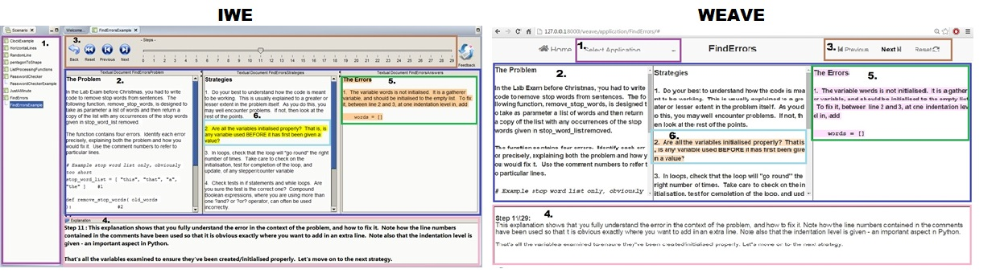 IWE
WEAVE
Scenario
ClockExample
HorizontalLines
RandomLine
pentagonToShape
ListProcessingFunctions
PasswordChecker
PasswordCheckerExample
JustAMinute
FindErrors
FindErrorsExample
1.
Welcome...
FindErrorsExample
3.
Steps
Back
Reset
Previous
Next
0 1 2 3 4 5 6 7 8 9 10 11 12 13 14 15 16 17 18 19 20 21 22 23 24 25 26 27 28 29
Feedback
Textual Document FindErrorsProblem
The Problem
2.
In the Lab Exam before Christmas, you had to write
code to remove stop words from sentences. The
following function, remove_stop_words, is designed to
take as parameter a list of words and then return a
copy of the list with any occurrences of the stop words
given in stop_word_list removed.
The function contains four errors. Identify each error
precisely, explaining both the problem and how you
would fix it. Use the comment numbers to refer to
particular lines.
# Example stop word list only, obviously
too short
stop_word_list = [ "this", "that", "a",
"the" ] #1
def remove_stop_words( old_words
): #2
Textual Document FindErrorsStrategies
Strategies
1. Do your best to understand how the code is meant
to be working. This is usually explained to a greater or
lesser extent in the problem itself. As you do this, you
may well encounter problems. If not, then look at the
rest of the points.
6.
2. Are all the variables initialised properly? That is, is
any variable used BEFORE it has first been given a
value?
3. In loops, check that the loop will "go round" the right
number of times. Take care to check on the
initialisation, test for completion of the loop, and
update, of any stepper/counter variable
4. Check tests in if statements and while loops. Are
you sure the test is the correct one? Compound
Boolean expressions, where you are using more than
one ?and? or ?or? operator, can often be used
incorrectly.
Textual Document FindErrorsAnswers
The Errors
5.
1. The variable words is not initialised. It is a gather
variable, and should be initialised to the empty list. To fix
it, between line 2 and 3, at one indentation level in, add
words = []
Explanation
4.
Step 11 : This explanation shows that you fully understand the error in the context of the problem, and how to fix it. Note how the line numbers
contained in the comments have been used so that it is obvious exactly where you want to add in an extra line. Note also that the indentation level is
given - an important aspect in Python.
That's all the variables examined to ensure they've been created/initialised properly. Let's move on to the next strategy.
127.0.0.1:8000/weave/application/FindErrors/#
Home
1.
Select Application
FindErrors
3.
Previous
Next
Reset
The Problem
2.
In the Lab Exam before Christmas, you had to write
code to remove stop words from sentences. The fo
llowing function, remove_stop_words, is designed t
o take as parameter a list of words and then return
a copy of the list with any occurrences of the stop
words given in stop_word_list removed.
The function contains four errors. Identify each err
or precisely, explaining both the problem and how y
ou would fix it. Use the comment numbers to refer t
o particular lines.
# Example stop word list only, obviously
Strategies
1. Do your best to understand how the code is mea
nt to be working. This is usually explained to a gre
ater or lesser extent in the problem itself. As you d
o this, you may well encounter problems. If not, th
en look at the rest of the points.
6.
2. Are all the variables initialised properly? That is
, is any variable used BEFORE it has first been give
n a value?
3. In loops, check that the loop will "go round" the
right number of times. Take care to check on the in
itialisation, test for completion of the loop, and upd
The Errors
5.
1. The variable words is not initialised. It is a gather
or variable, and should be initialised to the empty list
To fix it, between line 2 and 3, at one indentation lev
el in, add
words = []
4.
Step 11/29:
This explanation shows that you fully understand the error in the context of the problem, and how to fix it. Note how the line numbers contained in the comments
have been used so that it is obvious exactly where you want to add in an extra line. Note also that the indentation level is given - an important aspect in Python.
That's all the variables examined to ensure they've been created/initialised properly. Let's move on to the next strategy.